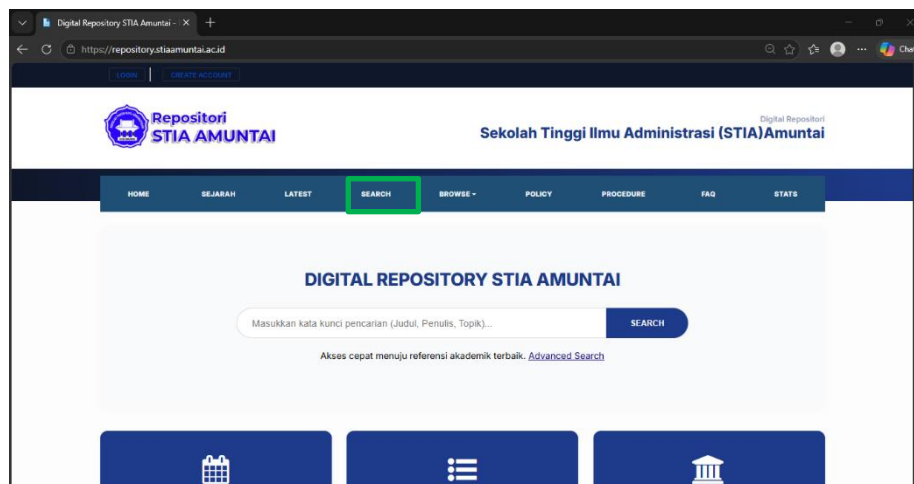 Digital Repository STIA Amuntai -
https://repository.stiaamuntai.ac.id
Chat
LOGIN CREATE ACCOUNT
Repositori
STIA AMUNTAI
Digital Repositori
Sekolah Tinggi Ilmu Administrasi (STIA)Amuntai
HOME SEJARAH LATEST SEARCH BROWSE POLICY PROCEDURE FAQ STATS
DIGITAL REPOSITORY STIA AMUNTAI
Masukkan kata kunci pencarian (Judul, Penulis, Topik)... SEARCH
Akses cepat menuju referensi akademik terbaik. Advanced Search